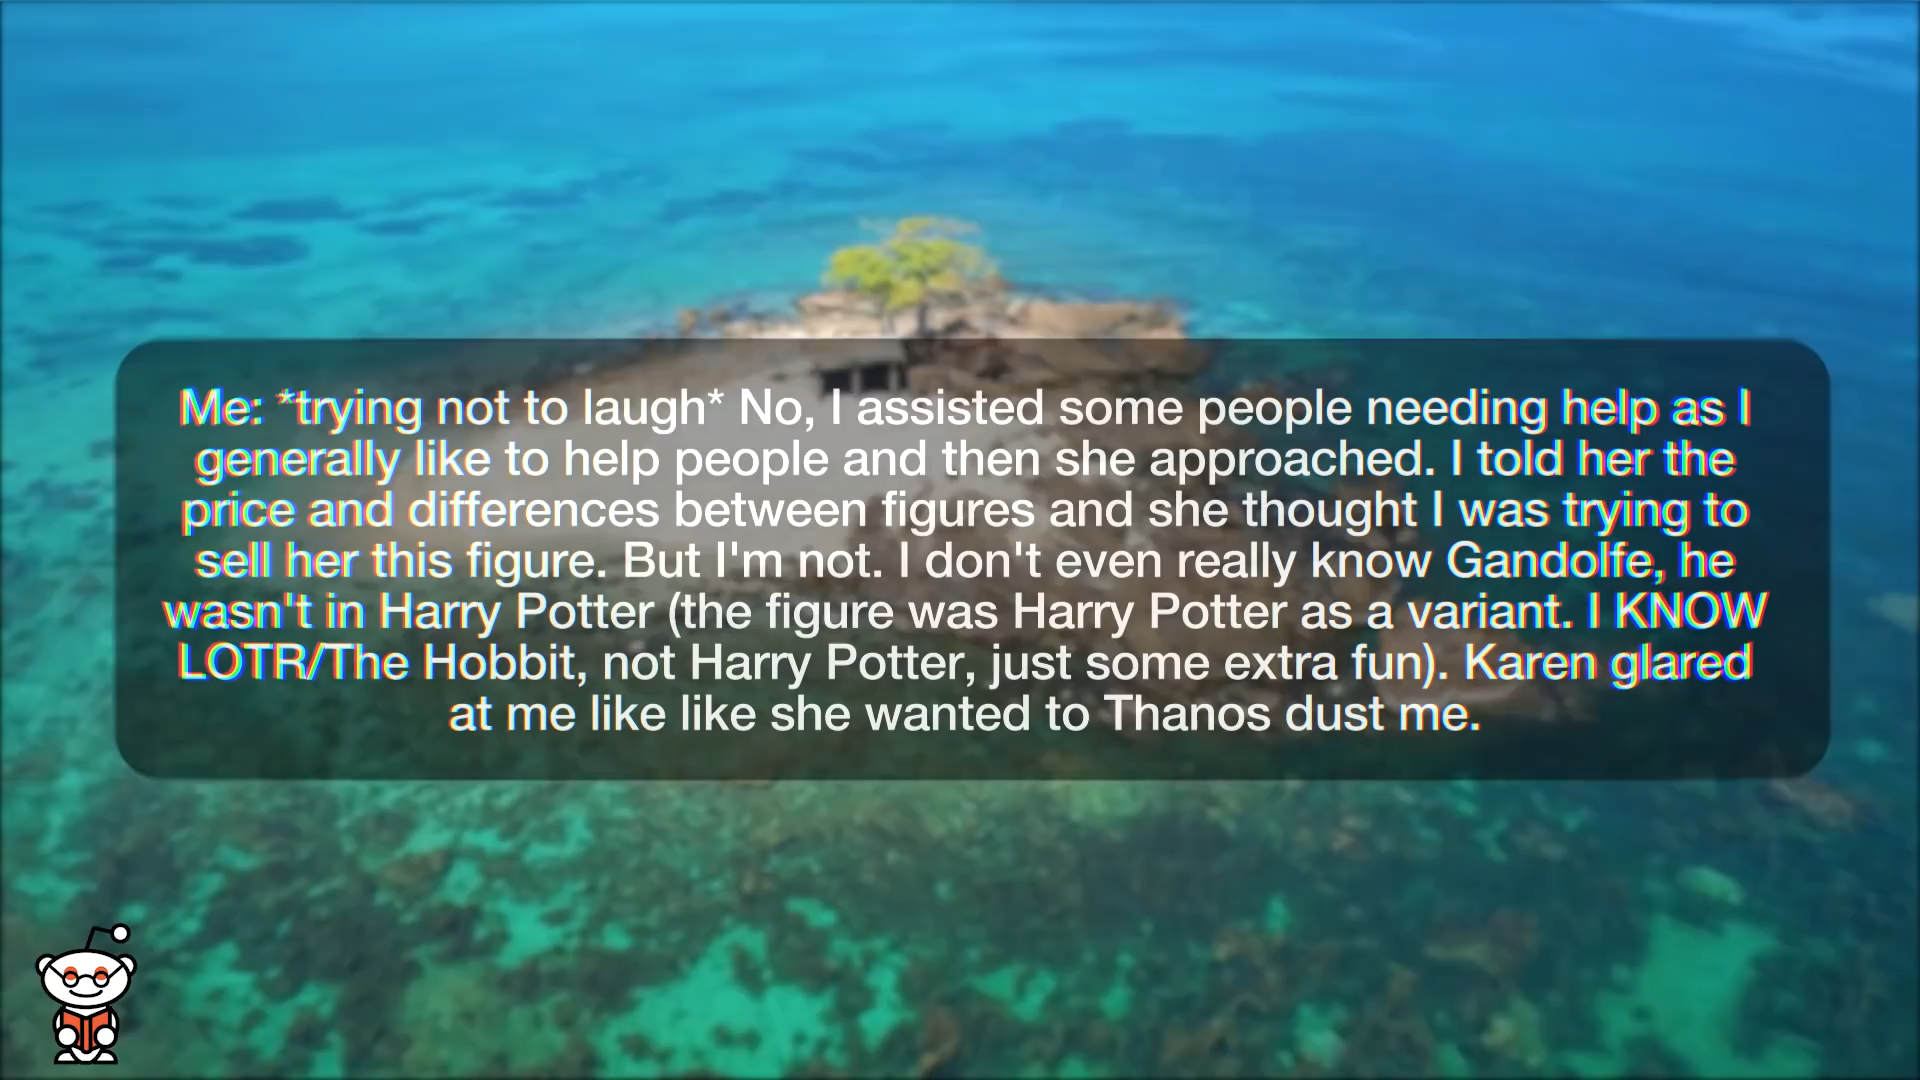 Me: *trying not to laugh* No, I assisted some people needing help as I
generally like to help people and then she approached. I told her the
price and differences between figures and she thought I was trying to
sell her this figure. But I'm not. I don't even really know Gandolfe, he
wasn't in Harry Potter (the figure was Harry Potter as a variant. I KNOW
LOTR/The Hobbit, not Harry Potter, just some extra fun). Karen glared
at me like like she wanted to Thanos dust me.